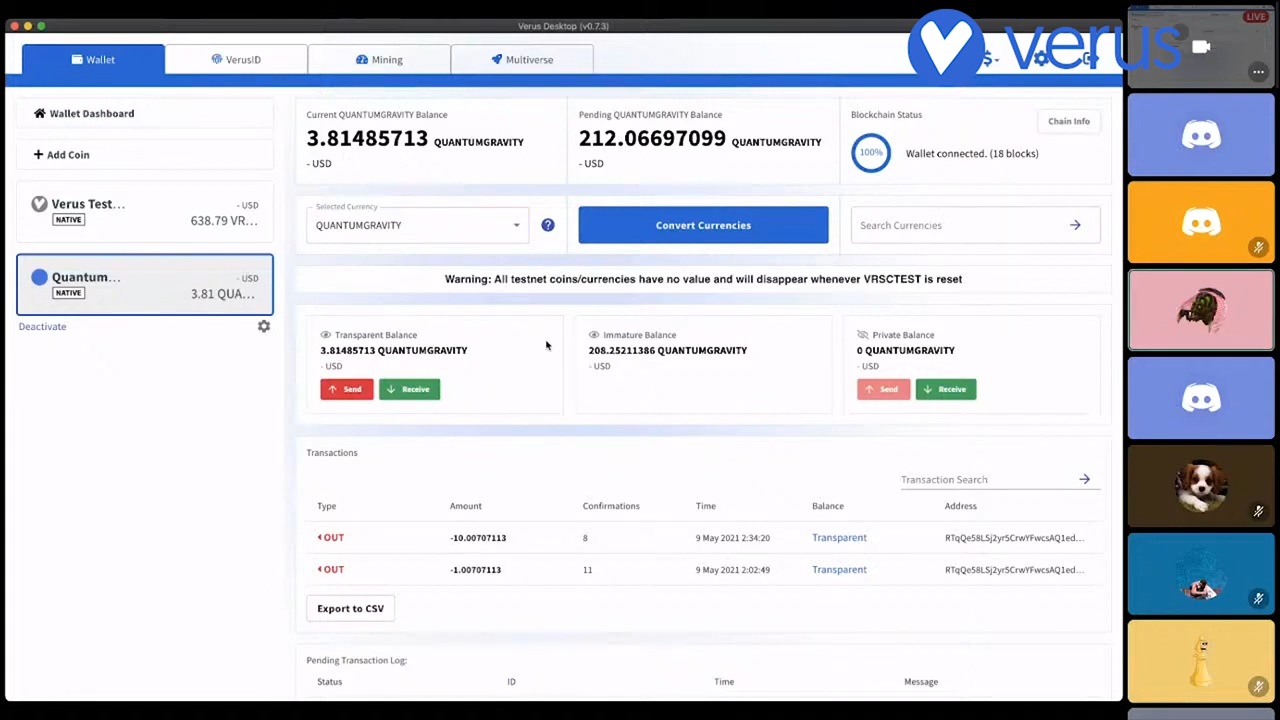 Verus Desktop (v0.7.3)
LIVE
verus
Wallet
VerusID
Mining
Multiverse
Wallet Dashboard
Add Coin
Verus Test...
NATIVE
- USD
638.79 VR...
Quantum...
NATIVE
- USD
3.81 QUA...
Deactivate
Current QUANTUMGRAVITY Balance
3.81485713 QUANTUMGRAVITY
- USD
Pending QUANTUMGRAVITY Balance
212.06697099 QUANTUMGRAVITY
- USD
Blockchain Status
Chain Info
100%
Wallet connected. (18 blocks)
Selected Currency
QUANTUMGRAVITY
Convert Currencies
Search Currencies
Warning: All testnet coins/currencies have no value and will disappear whenever VRSCTEST is reset
Transparent Balance
3.81485713 QUANTUMGRAVITY
- USD
Send
Receive
Immature Balance
208.25211386 QUANTUMGRAVITY
- USD
Private Balance
0 QUANTUMGRAVITY
- USD
Send
Receive
Transactions
Transaction Search
Type Amount Confirmations Time Balance Address
OUT -10.00707113 8 9 May 2021 2:34:20 Transparent RTqQe58LSj2yr5CrwYFwcsAQ1ed...
OUT -1.00707113 11 9 May 2021 2:02:49 Transparent RTqQe58LSj2yr5CrwYFwcsAQ1ed...
Export to CSV
Pending Transaction Log:
Status ID Time Message